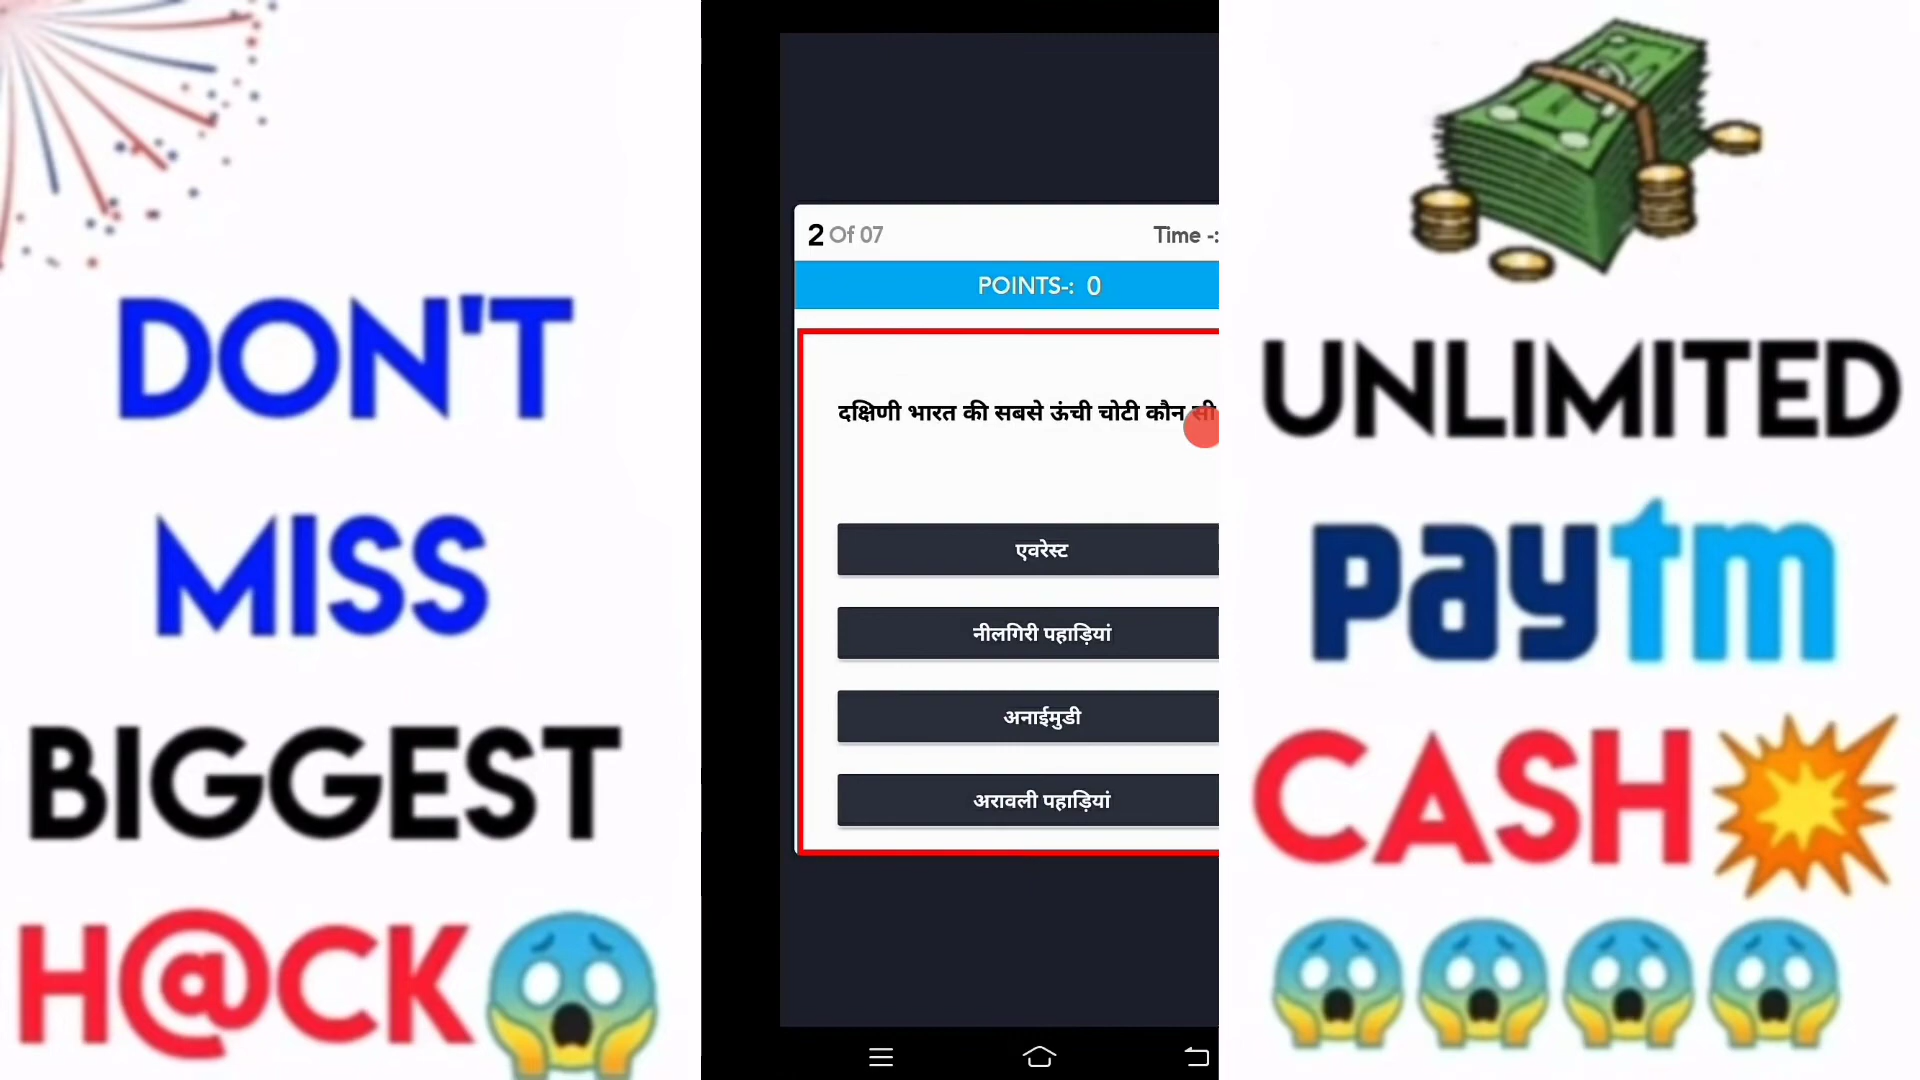 DON'T
MISS
BIGGEST
H@CK
2 Of 07
Time -:
POINTS-: 0
दक्षिणी भारत की सबसे ऊंची चोटी कौन सी
एवरेस्ट
नीलगिरी पहाड़ियां
अनाईमुडी
अरावली पहाड़ियां
UNLIMITED
paytm
CASH